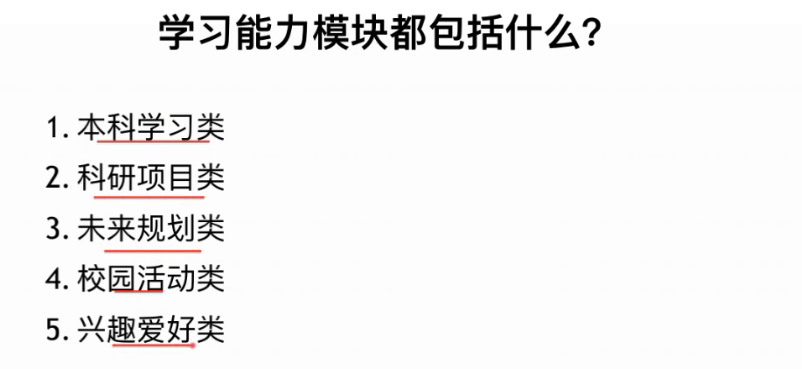 学习能力模块都包括什么？
1. 本科学习类
2. 科研项目类
3. 未来规划类
4. 校园活动类
5. 兴趣爱好类